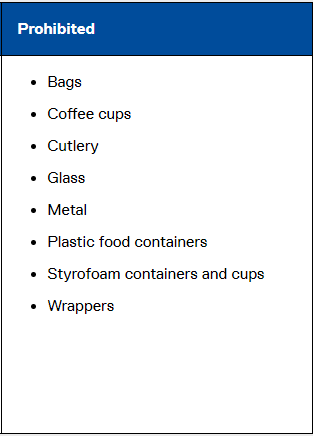 Prohibited
Bags
Coffee cups
Cutlery
Glass
Metal
Plastic food containers
Styrofoam containers and cups
Wrappers